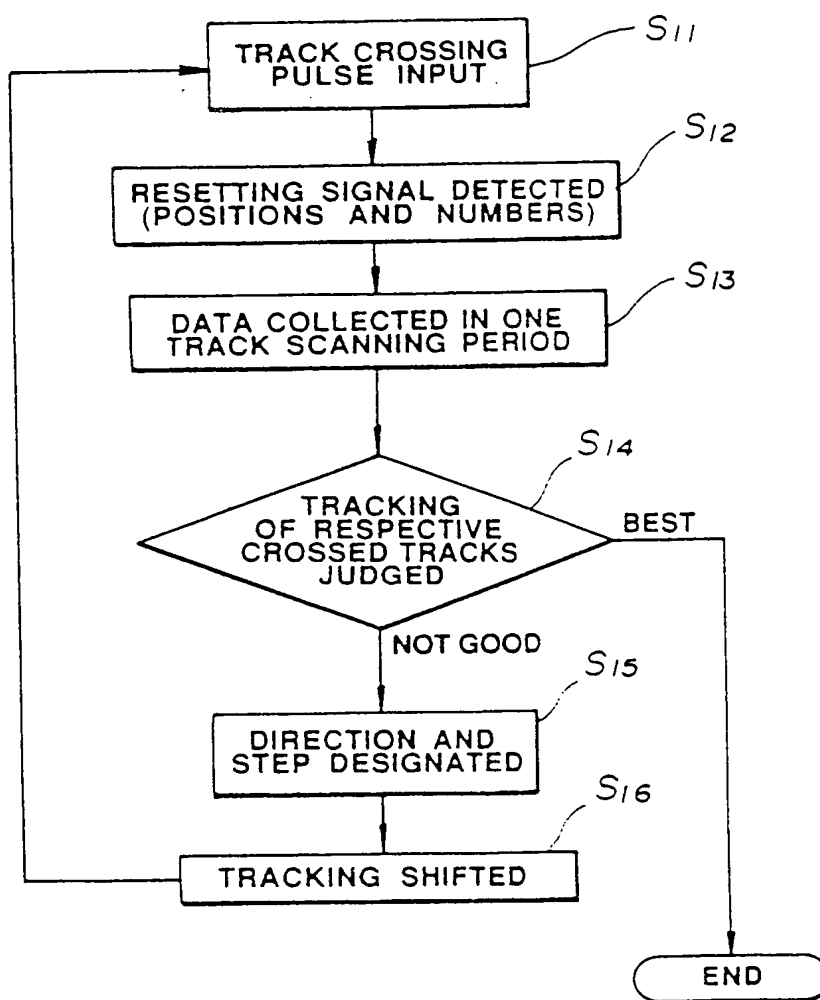 TRACK CROSSING
PULSE INPUT
S11
RESETTING SIGNAL DETECTED
(POSITIONS AND NUMBERS)
S12
DATA COLLECTED IN ONE
TRACK SCANNING PERIOD
S13
TRACKING
OF RESPECTIVE
CROSSED TRACKS
JUDGED
S14
BEST
NOT GOOD
DIRECTION AND
STEP DESIGNATED
S15
TRACKING SHIFTED
S16
END